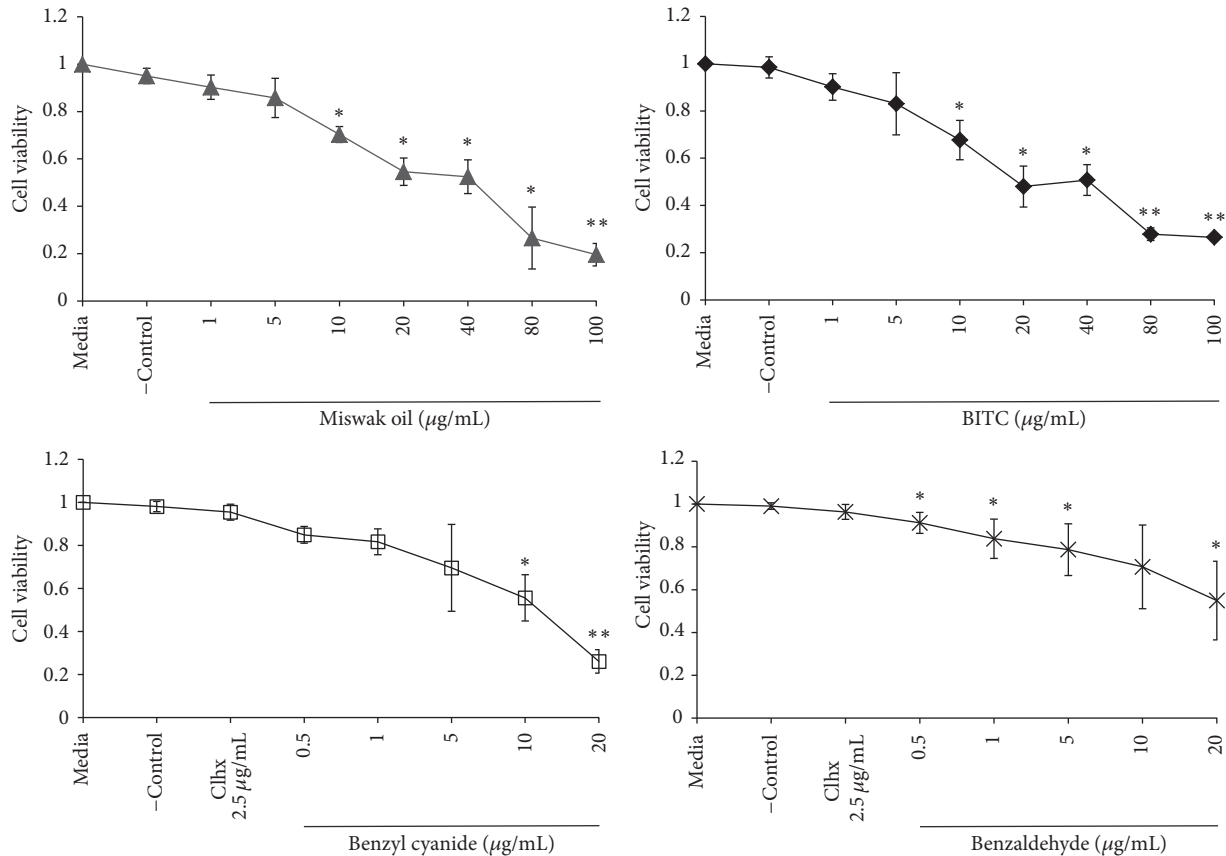 1.2
1
0.8
0.6
0.4
0.2
0
Cell viability
* * * * **
Media
−Control
1
5
10
20
40
80
100
Miswak oil (μg/mL)
1.2
1
0.8
0.6
0.4
0.2
0
Cell viability
* * * ** **
Media
−Control
1
5
10
20
40
80
100
BITC (μg/mL)
1.2
1
0.8
0.6
0.4
0.2
0
Cell viability
* **
Media
−Control
Clhx
2.5 μg/mL
0.5
1
5
10
20
Benzyl cyanide (μg/mL)
1.2
1
0.8
0.6
0.4
0.2
0
Cell viability
* * * *
Media
−Control
Clhx
2.5 μg/mL
0.5
1
5
10
20
Benzaldehyde (μg/mL)